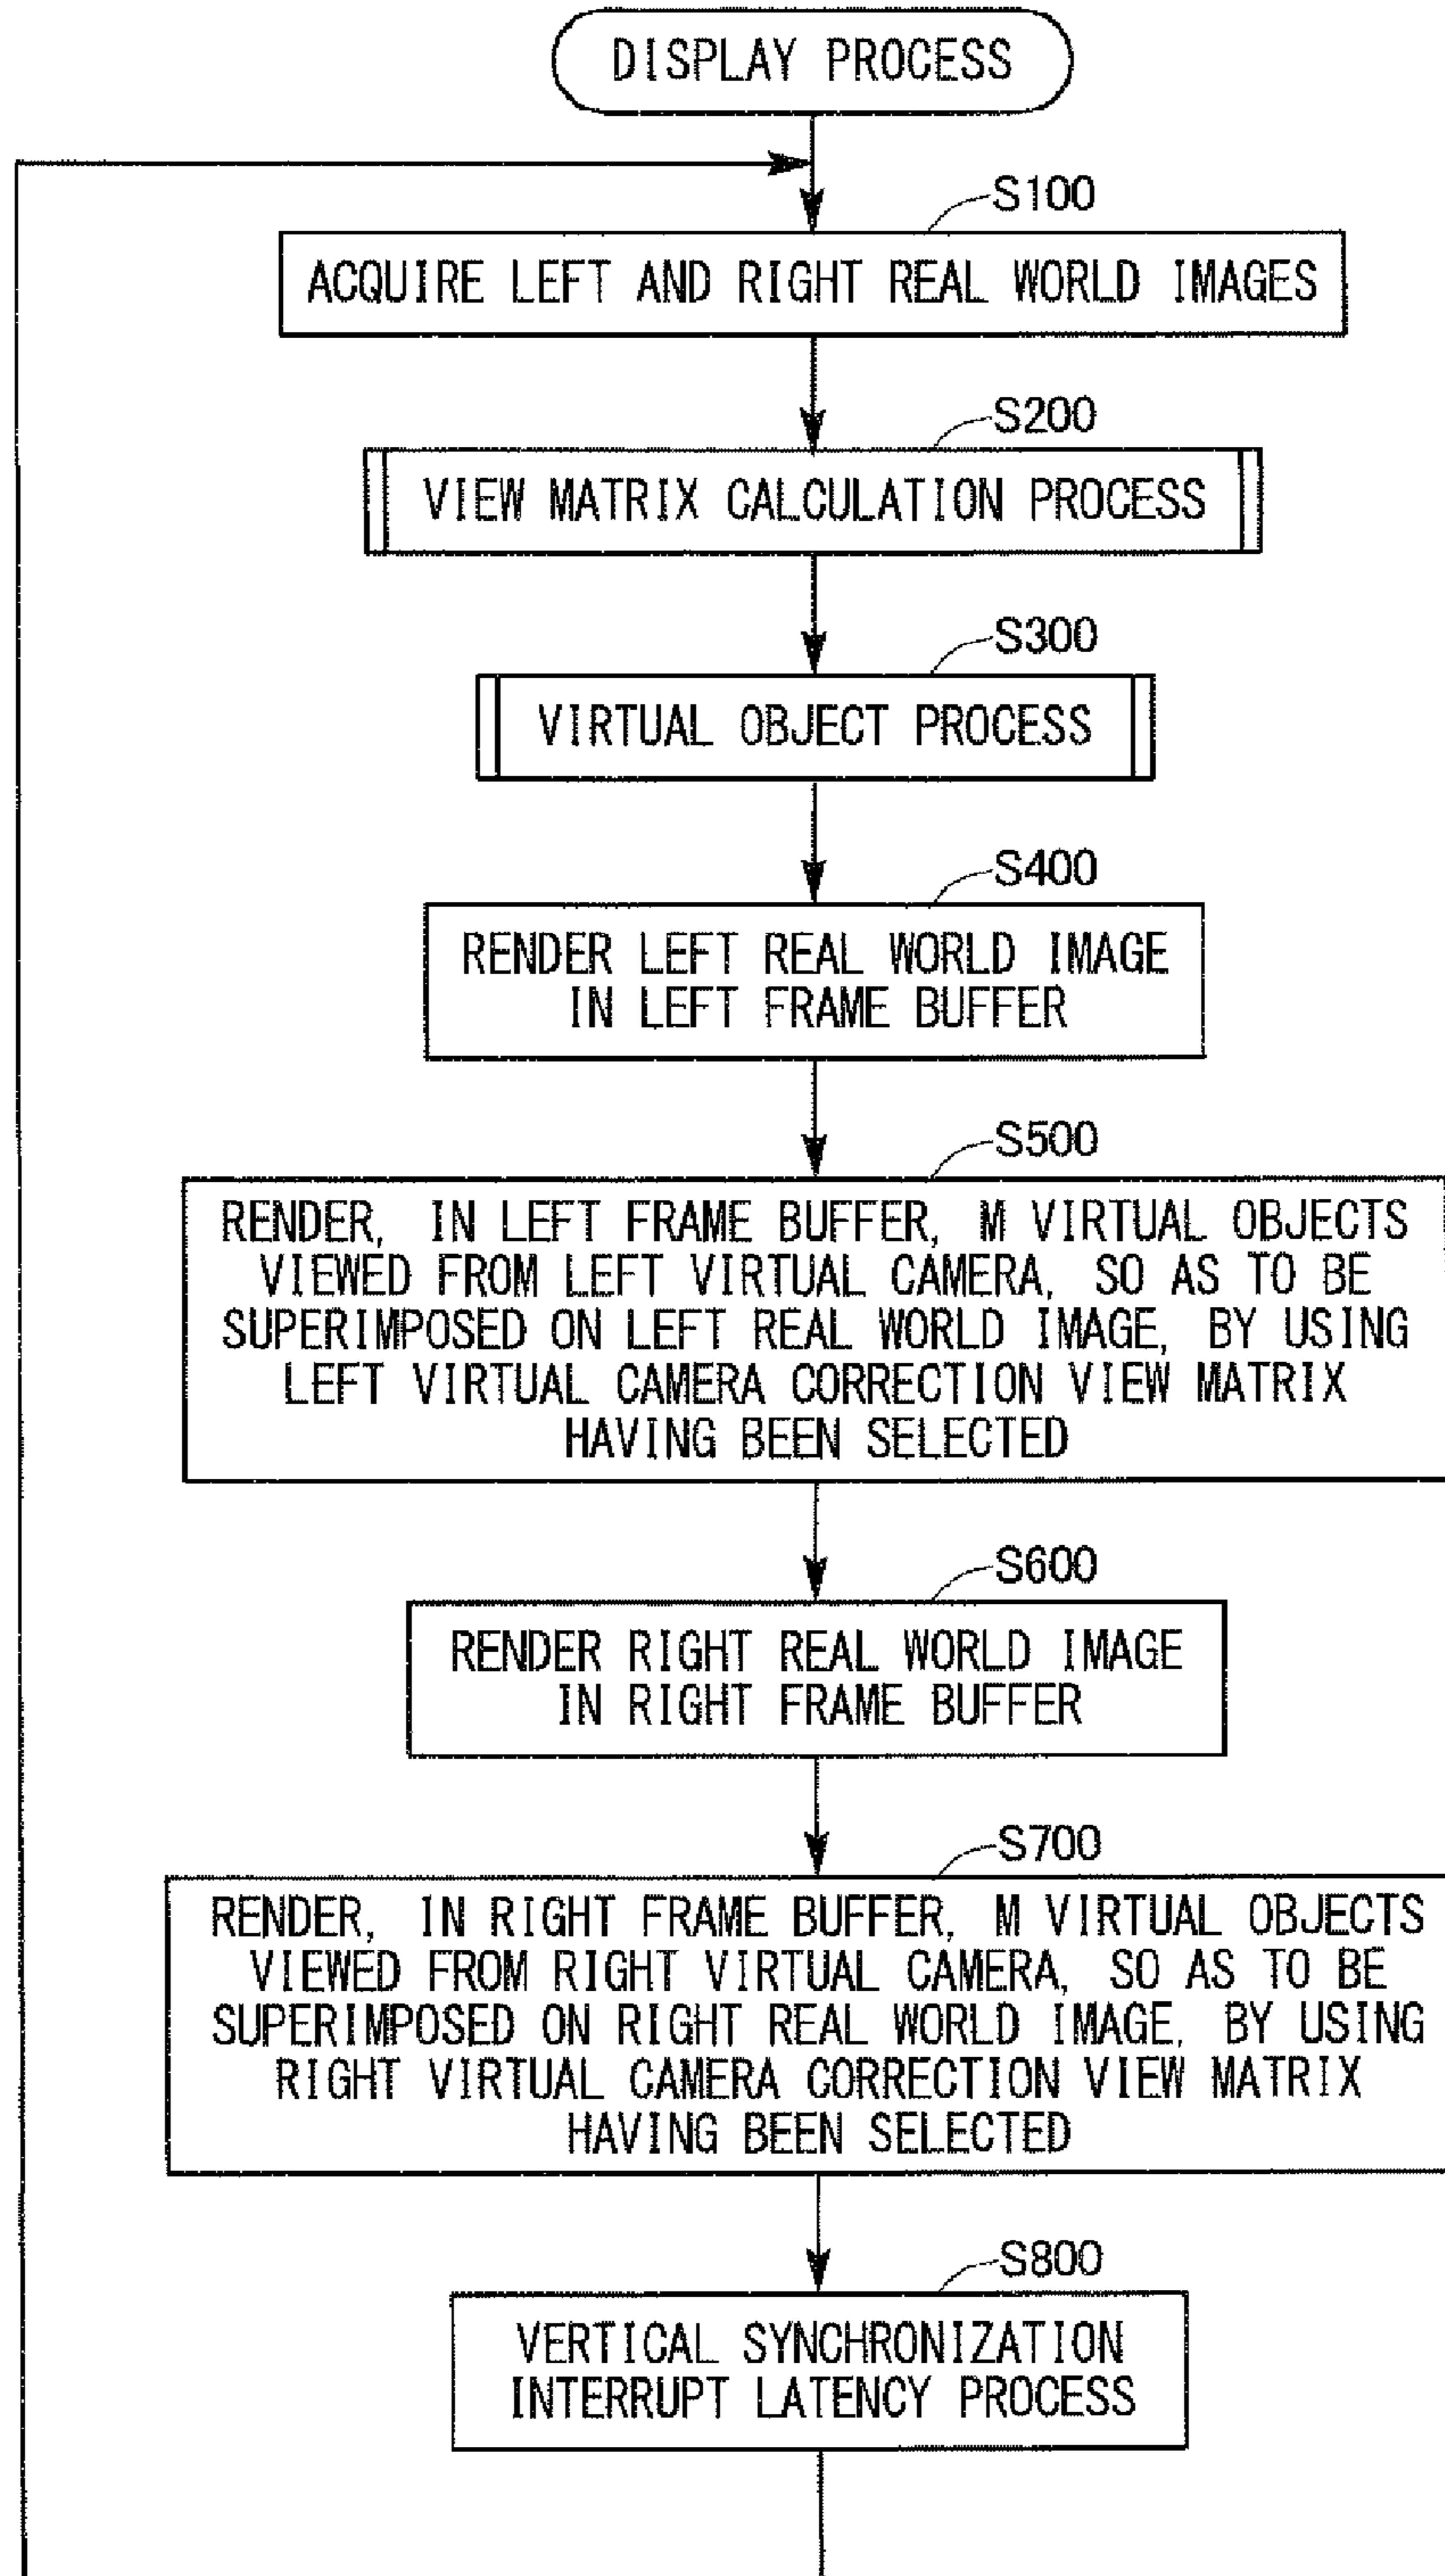 DISPLAY PROCESS
S100
ACQUIRE LEFT AND RIGHT REAL WORLD IMAGES
S200
VIEW MATRIX CALCULATION PROCESS
S300
VIRTUAL OBJECT PROCESS
S400
RENDER LEFT REAL WORLD IMAGE
IN LEFT FRAME BUFFER
S500
RENDER, IN LEFT FRAME BUFFER, M VIRTUAL OBJECTS
VIEWED FROM LEFT VIRTUAL CAMERA, SO AS TO BE
SUPERIMPOSED ON LEFT REAL WORLD IMAGE, BY USING
LEFT VIRTUAL CAMERA CORRECTION VIEW MATRIX
HAVING BEEN SELECTED
S600
RENDER RIGHT REAL WORLD IMAGE
IN RIGHT FRAME BUFFER
S700
RENDER, IN RIGHT FRAME BUFFER, M VIRTUAL OBJECTS
VIEWED FROM RIGHT VIRTUAL CAMERA, SO AS TO BE
SUPERIMPOSED ON RIGHT REAL WORLD IMAGE, BY USING
RIGHT VIRTUAL CAMERA CORRECTION VIEW MATRIX
HAVING BEEN SELECTED
S800
VERTICAL SYNCHRONIZATION
INTERRUPT LATENCY PROCESS